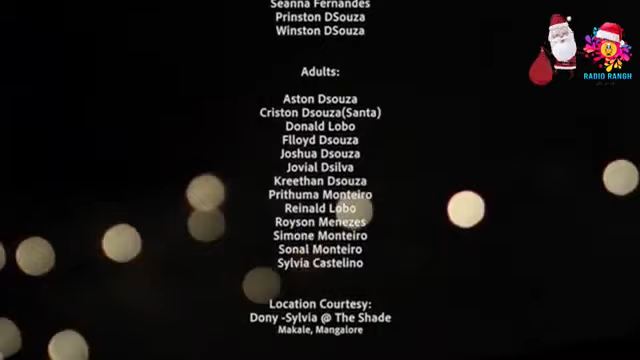 Seanna Fernandes
Prinston DSouza
Winston DSouza
Adults:
Aston Dsouza
Criston Dsouza(Santa)
Donald Lobo
Flloyd Dsouza
Joshua Dsouza
Jovial Dsilva
Kreethan Dsouza
Prithuma Monteiro
Reinald Lobo
Royson Menezes
Simone Monteiro
Sonal Monteiro
Sylvia Castelino
Location Courtesy:
Dony -Sylvia @ The Shade
Makale, Mangalore
RADIO RANGH